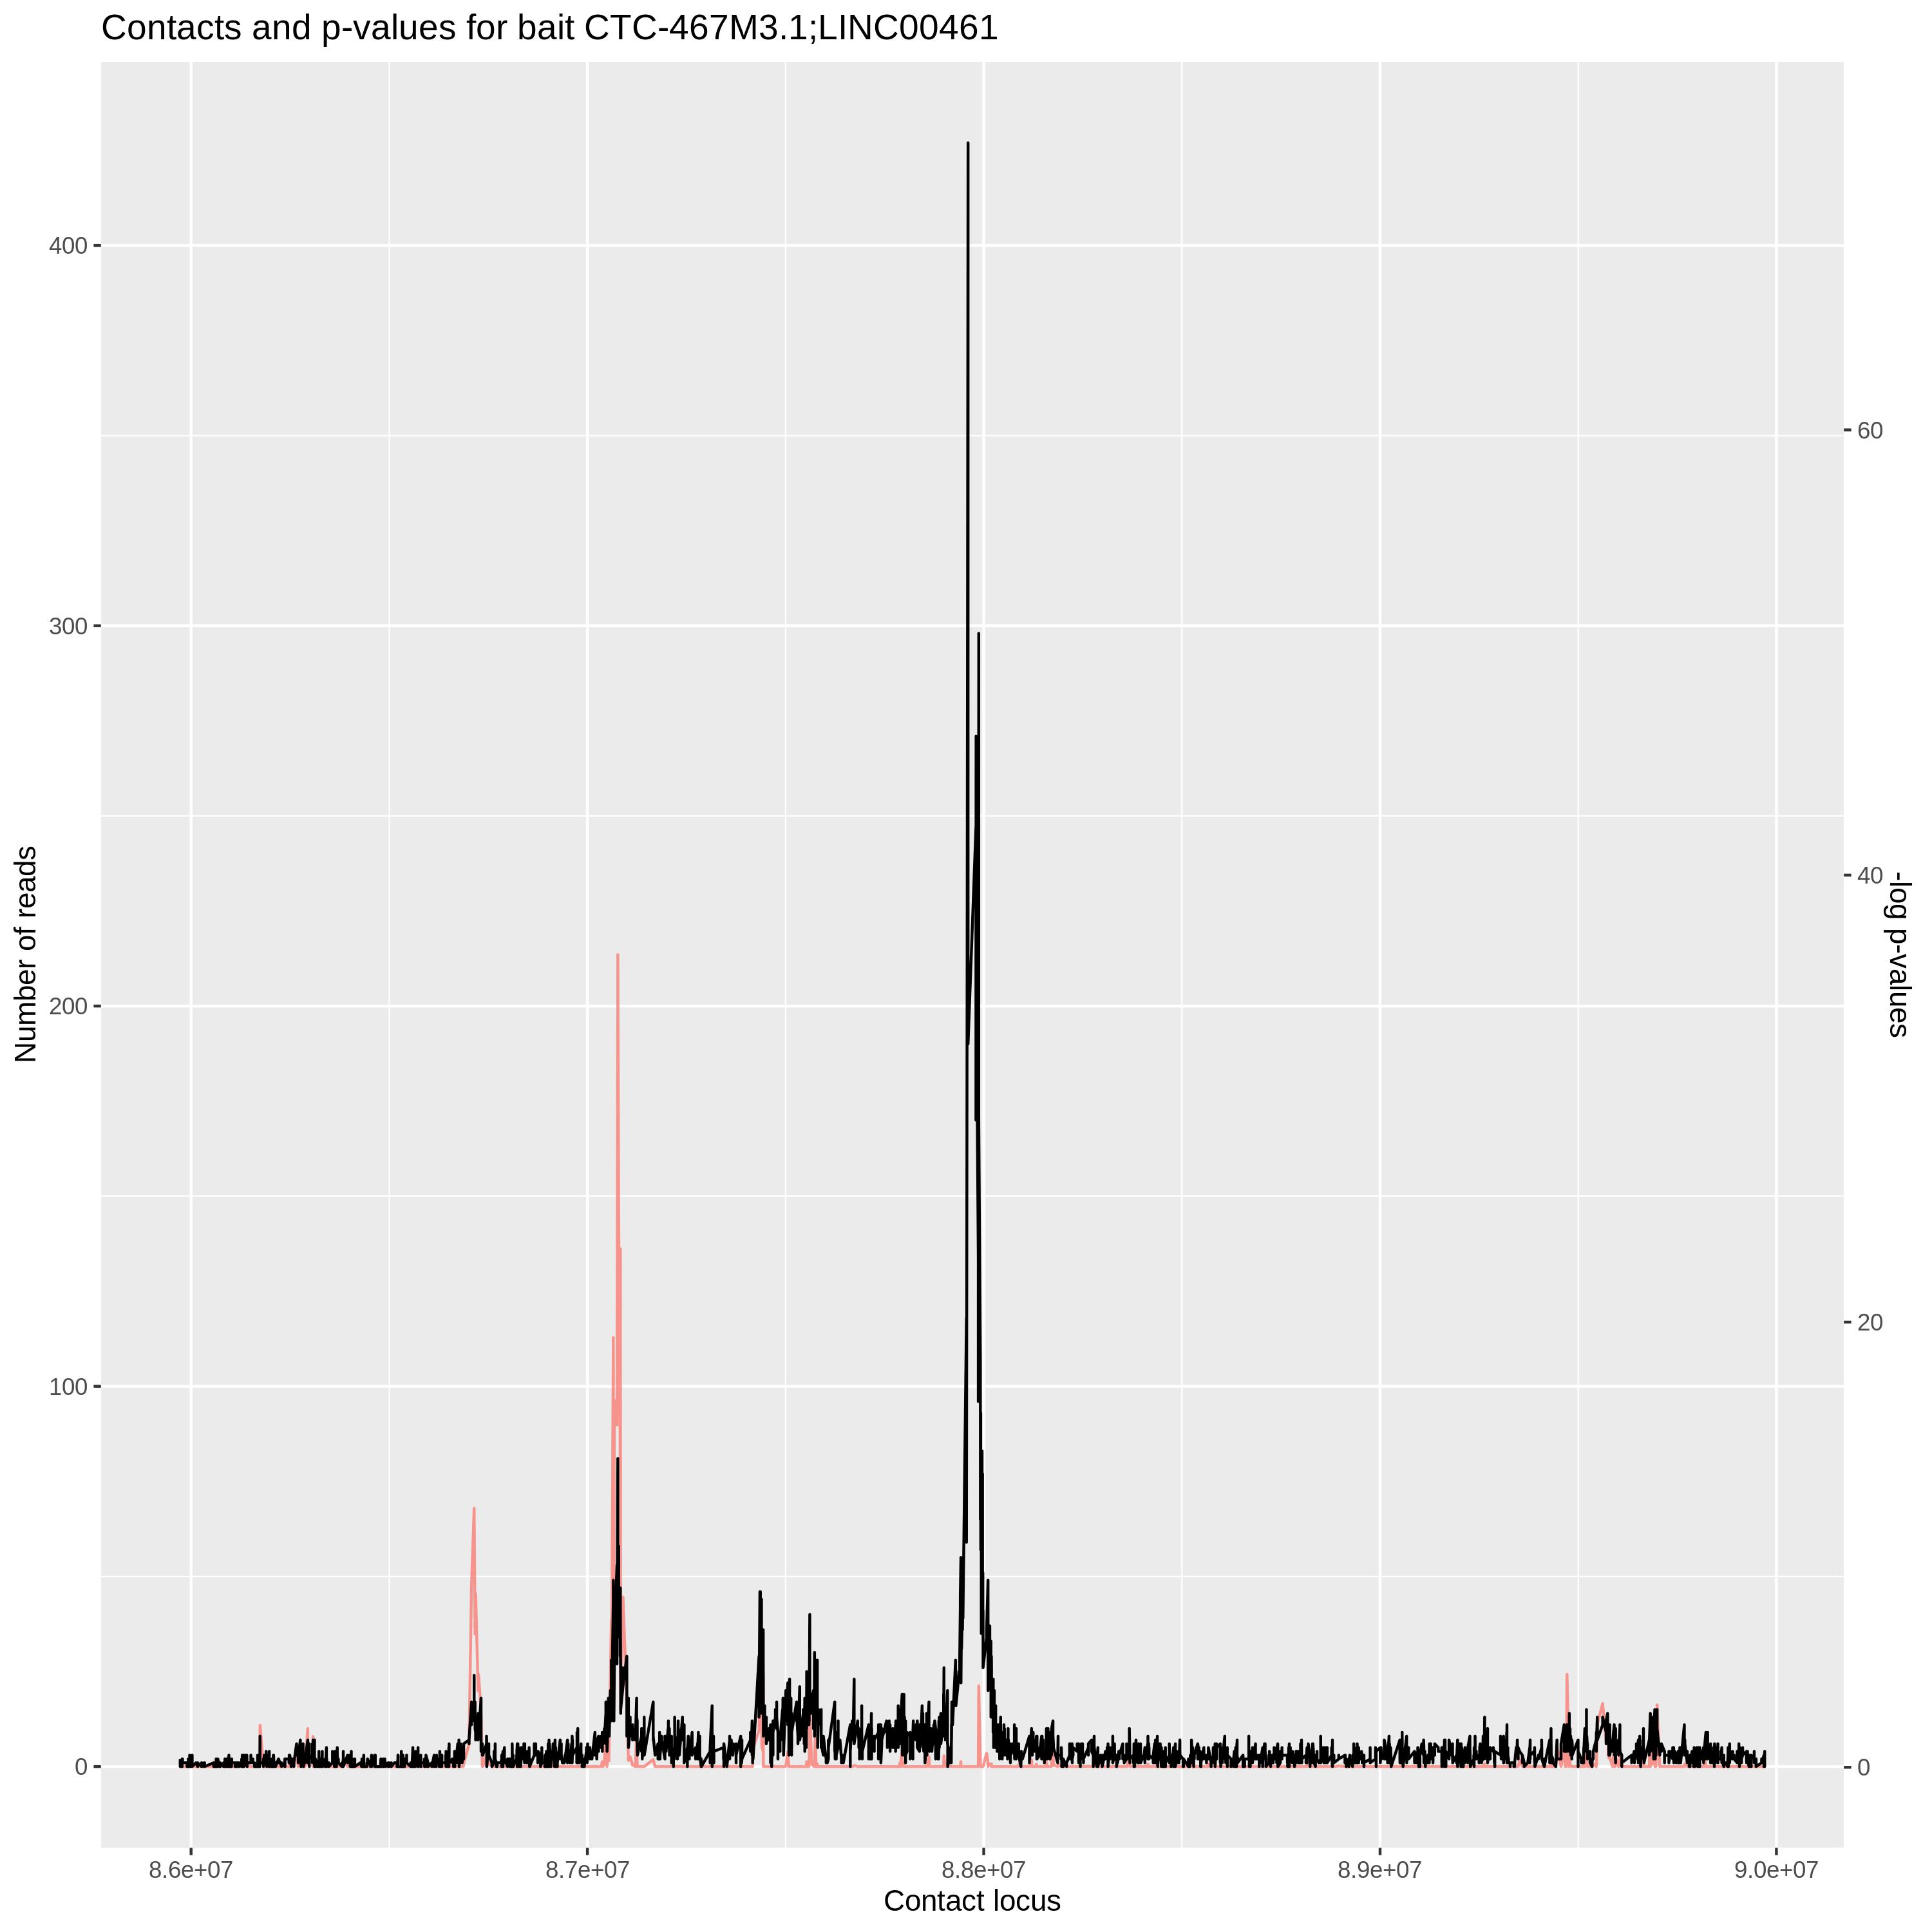 Contacts and p-values for bait CTC-467M3.1;LINC00461
400
300
200
100
0
Number of reads
60
40
20
0
-log p-values
8.6e+07
8.7e+07
8.8e+07
8.9e+07
9.0e+07
Contact locus